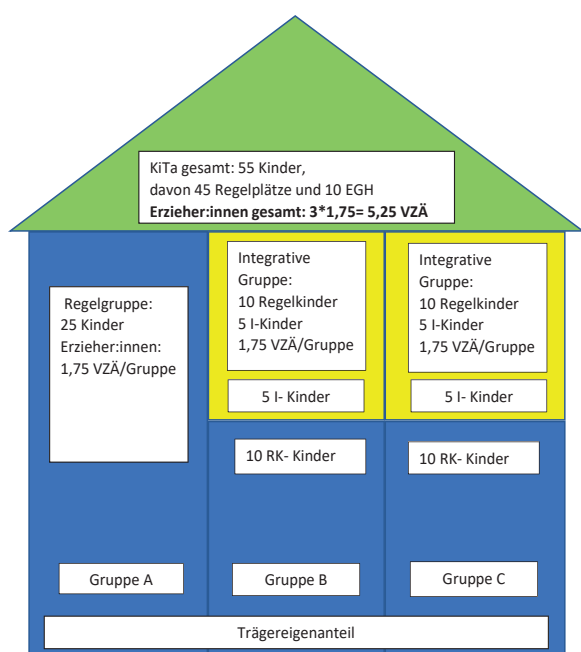 KiTa gesamt: 55 Kinder,
davon 45 Regelplätze und 10 EGH
Erzieher:innen gesamt: 3*1,75= 5,25 VZÄ
Regelgruppe:
25 Kinder
Erzieher:innen:
1,75 VZÄ/Gruppe
Integrative
Gruppe:
10 Regelkinder
5 I-Kinder
1,75 VZÄ/Gruppe
Integrative
Gruppe:
10 Regelkinder
5 I-Kinder
1,75 VZÄ/Gruppe
5 I- Kinder
5 I- Kinder
10 RK- Kinder
10 RK- Kinder
Gruppe A
Gruppe B
Gruppe C
Trägereigenanteil